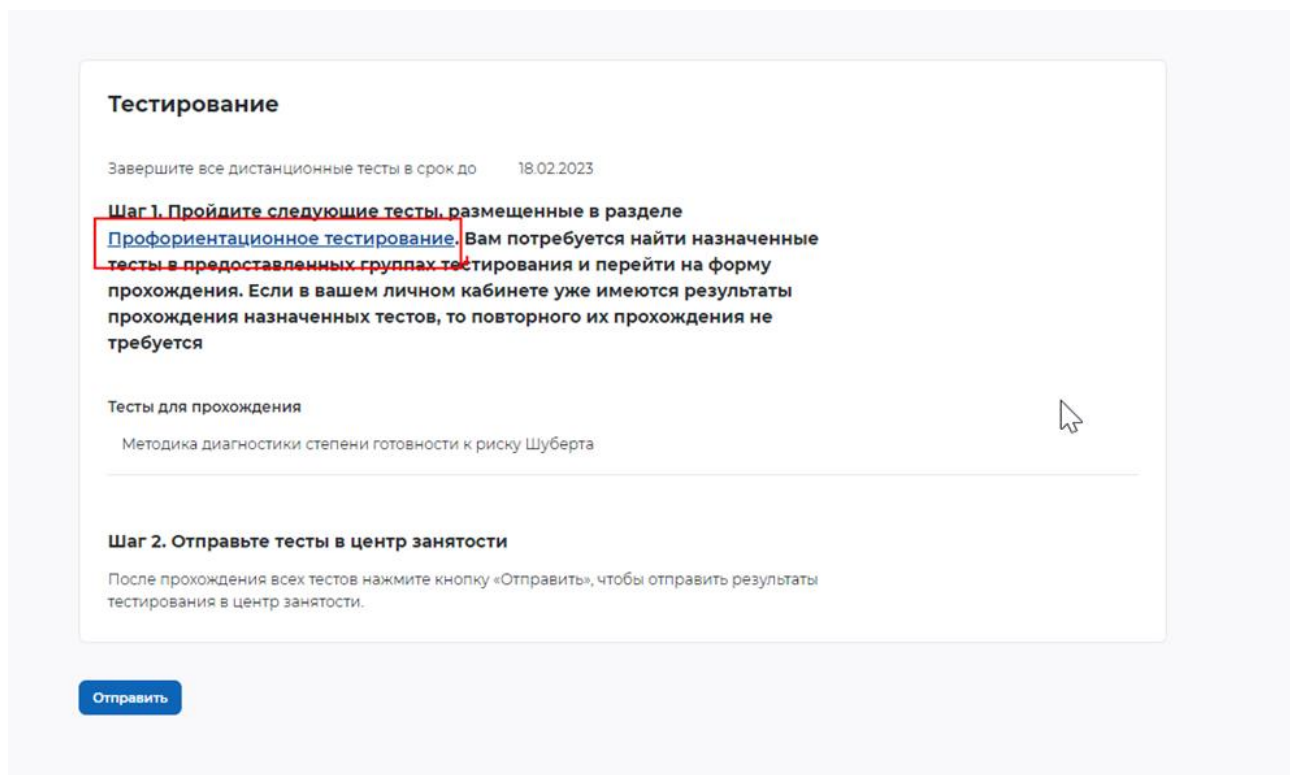 Тестирование
Завершите все дистанционные тесты в срок до 18.02.2023
Шаг 1. Пройдите следующие тесты, размещенные в разделе
Профориентационное тестирование. Вам потребуется найти назначенные
тесты в предоставленных группах тестирования и перейти на форму
прохождения. Если в вашем личном кабинете уже имеются результаты
прохождения назначенных тестов, то повторного их прохождения не
требуется
Тесты для прохождения
Методика диагностики степени готовности к риску Шуберта
Шаг 2. Отправьте тесты в центр занятости
После прохождения всех тестов нажмите кнопку «Отправить», чтобы отправить результаты
тестирования в центр занятости.
Отправить